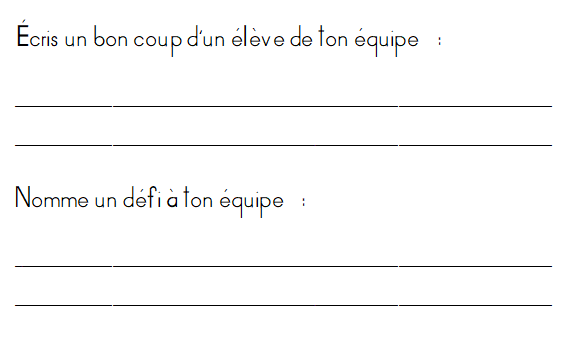 Écris un bon coup d'un élève de ton équipe :
Nomme un défi à ton équipe :